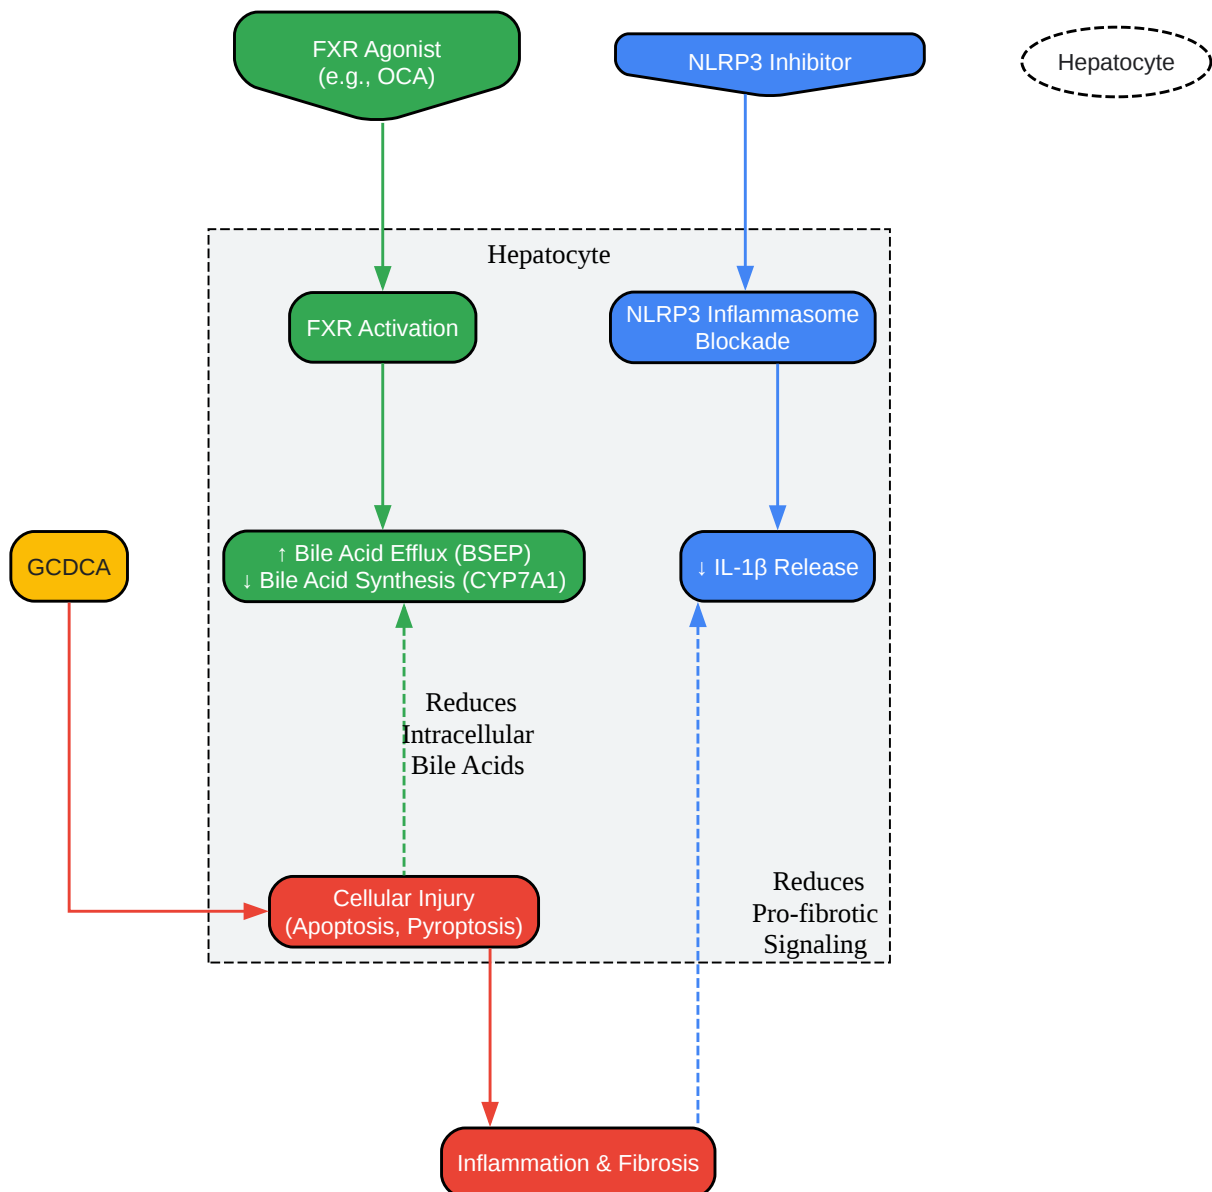 FXR Agonist
(e.g., OCA)
NLRP3 Inhibitor
Hepatocyte
Hepatocyte
FXR Activation
NLRP3 Inflammasome
Blockade
GCDCA
↑ Bile Acid Efflux (BSEP)
↓ Bile Acid Synthesis (CYP7A1)
↓ IL-1β Release
Reduces
Intracellular
Bile Acids
Reduces
Pro-fibrotic
Signaling
Cellular Injury
(Apoptosis, Pyroptosis)
Inflammation & Fibrosis